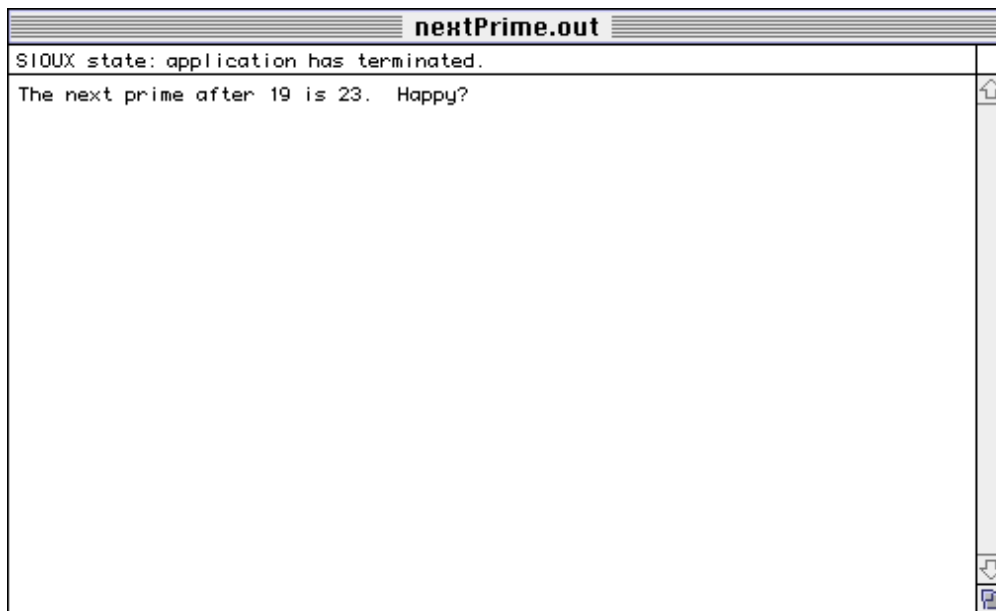 nextPrime.out
SIOUX state: application has terminated.
The next prime after 19 is 23.  Happy?